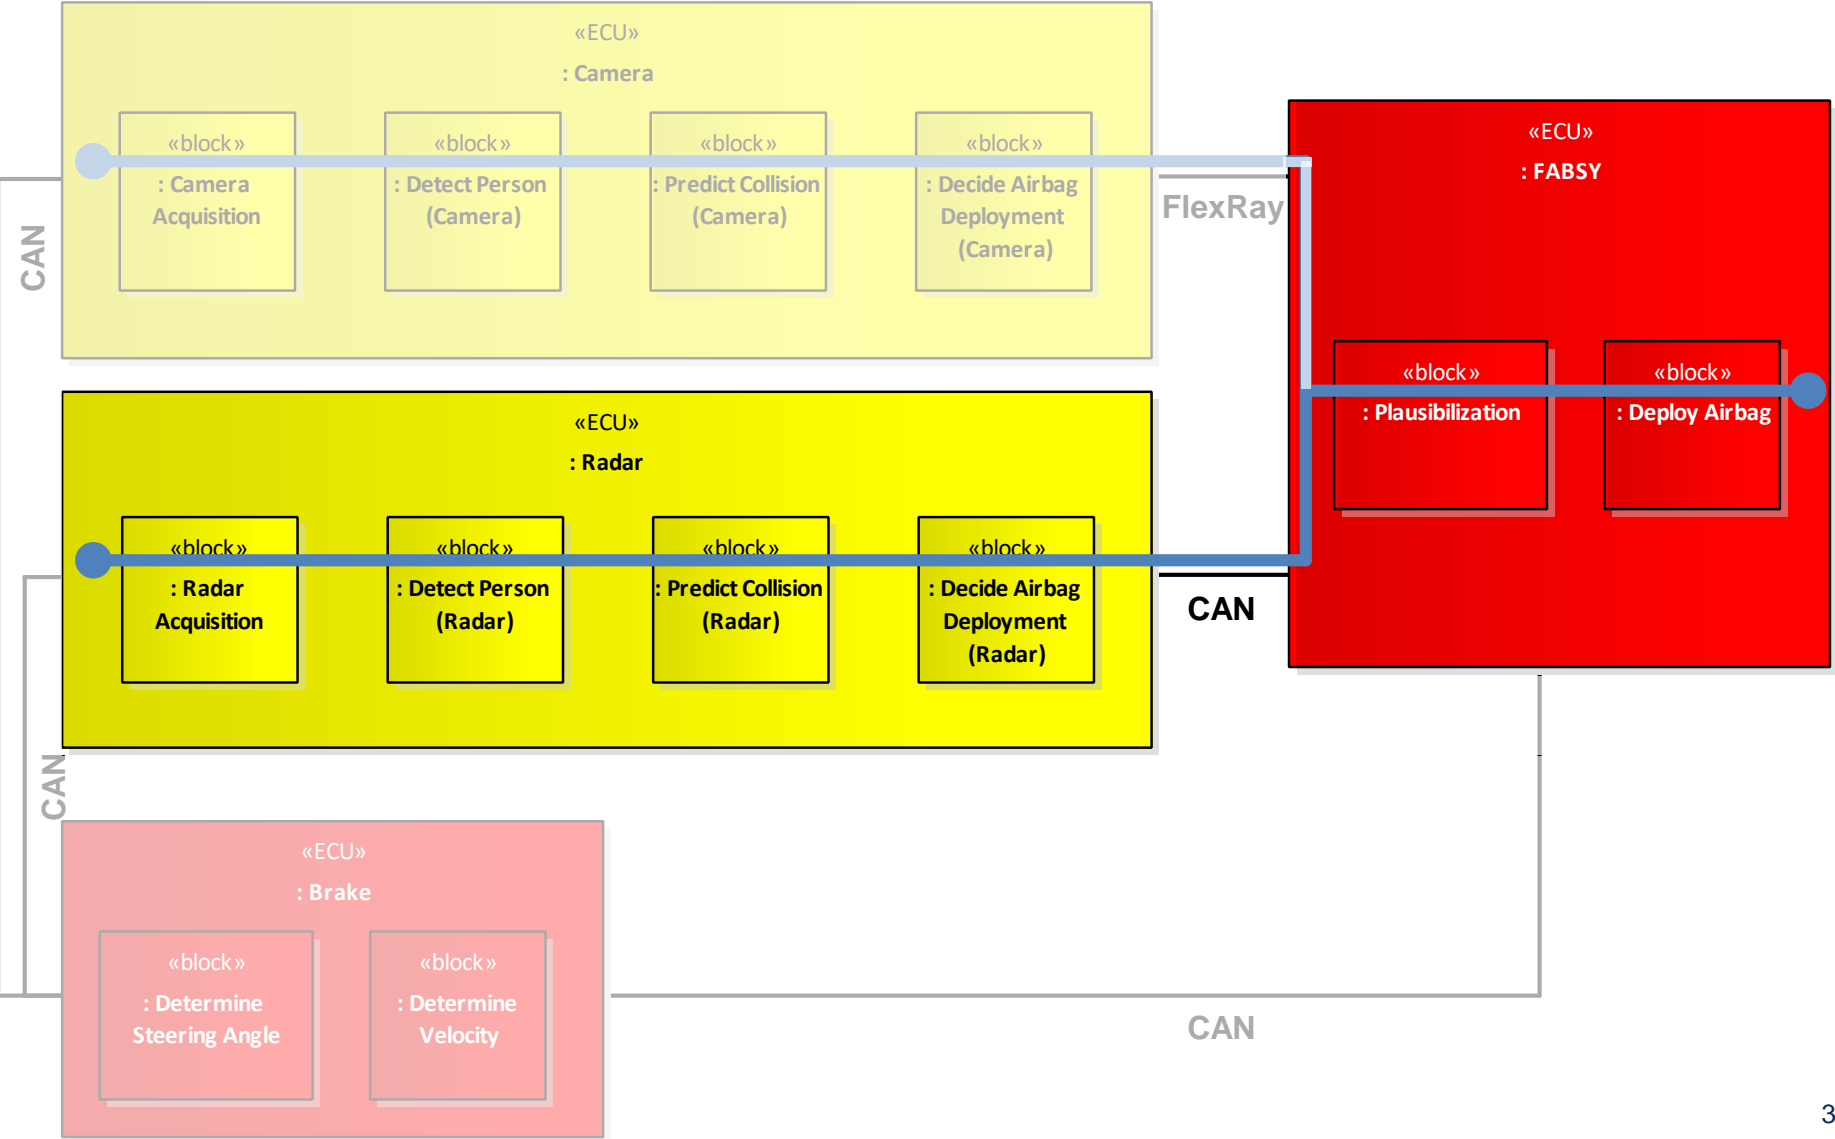 «ECU»
: Camera
«block»
: Camera
Acquisition
«block»
: Detect Person
(Camera)
«block»
: Predict Collision
(Camera)
«block»
: Decide Airbag
Deployment
(Camera)
CAN
FlexRay
«ECU»
: FABSY
«block»
: Plausibilization
«block»
: Deploy Airbag
«ECU»
: Radar
«block»
: Radar
Acquisition
«block»
: Detect Person
(Radar)
«block»
: Predict Collision
(Radar)
«block»
: Decide Airbag
Deployment
(Radar)
CAN
CAN
«ECU»
: Brake
«block»
: Determine
Steering Angle
«block»
: Determine
Velocity
CAN
3